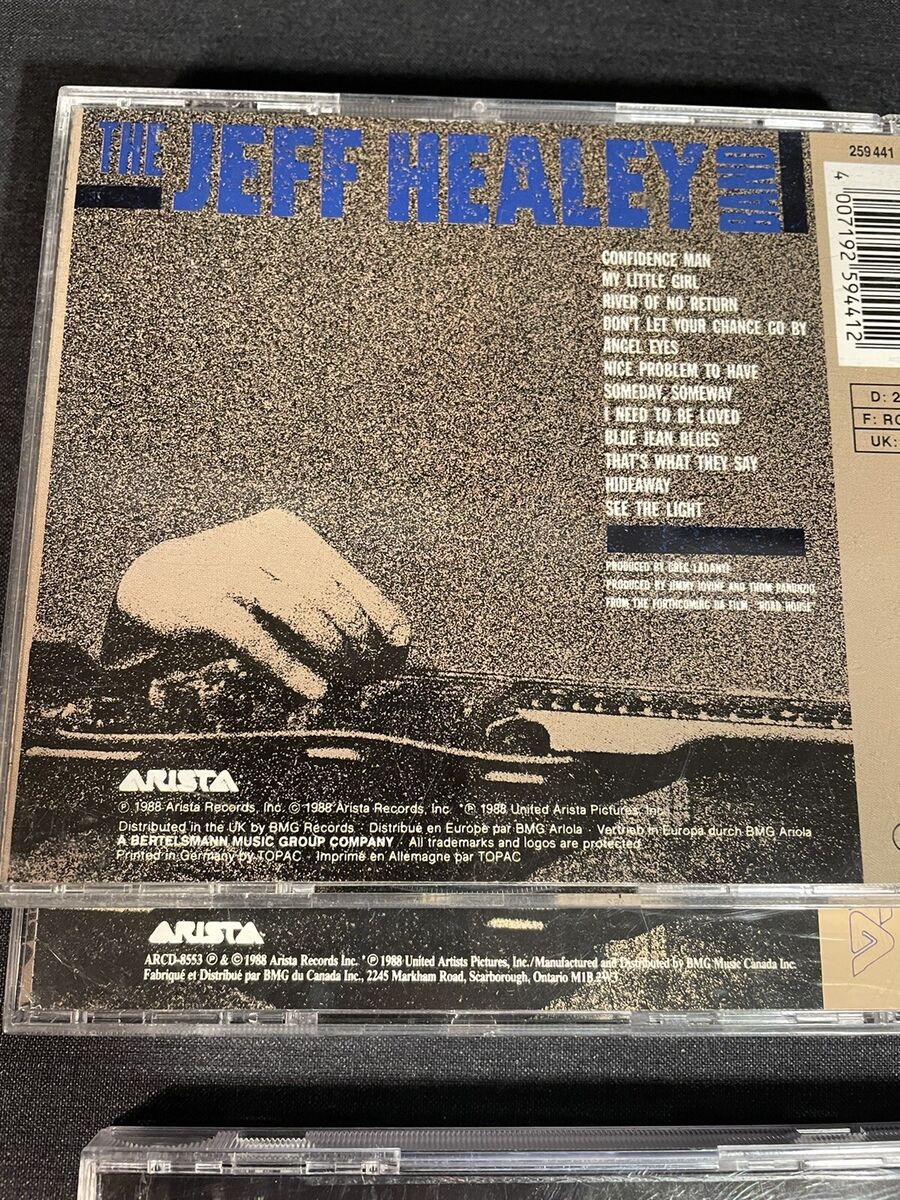 THE JEFF HEALEY BAND
259 441
4 007192 594412
CONFIDENCE MAN
MY LITTLE GIRL
RIVER OF NO RETURN
DON'T LET YOUR CHANCE GO BY
ANGEL EYES
NICE PROBLEM TO HAVE
SOMEDAY, SOMEWAY
I NEED TO BE LOVED
BLUE JEAN BLUES
THAT'S WHAT THEY SAY
HIDEAWAY
SEE THE LIGHT
D: 2
F: RC
UK:
PRODUCED BY GREG LADANYI
PRODUCED BY JIMMY IOVINE AND THOM PANUNZIO
FROM THE FORTHCOMING UA FILM, "ROAD HOUSE"
ARISTA
℗ 1988 Arista Records, Inc. © 1988 Arista Records, Inc. *℗ 1988 United Artista Pictures, Inc.
Distributed in the UK by BMG Records · Distribué en Europe par BMG Ariola · Vertrieb in Europa durch BMG Ariola
A BERTELSMANN MUSIC GROUP COMPANY · All trademarks and logos are protected
Printed in Germany by TOPAC · Imprimé en Allemagne par TOPAC
ARISTA
ARCD-8553 ℗ & © 1988 Arista Records Inc. *℗ 1988 United Artists Pictures, Inc./Manufactured and Distributed by BMG Music Canada Inc.
Fabriqué et Distribué par BMG du Canada Inc., 2245 Markham Road, Scarborough, Ontario M1B 2W3